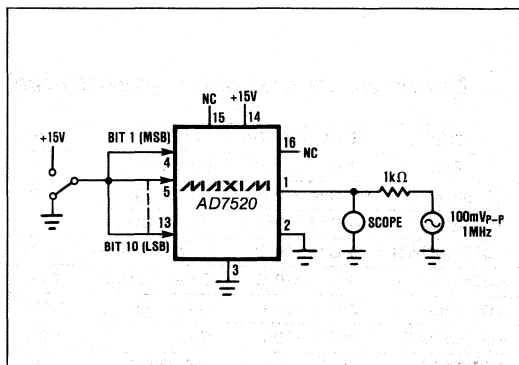 NC +15V
15 14
+15V
BIT 1 (MSB)
4
16 NC
5
MAXIM
AD7520
1
1kΩ
13
BIT 10 (LSB)
2
SCOPE
100mVP-P
1MHz
3